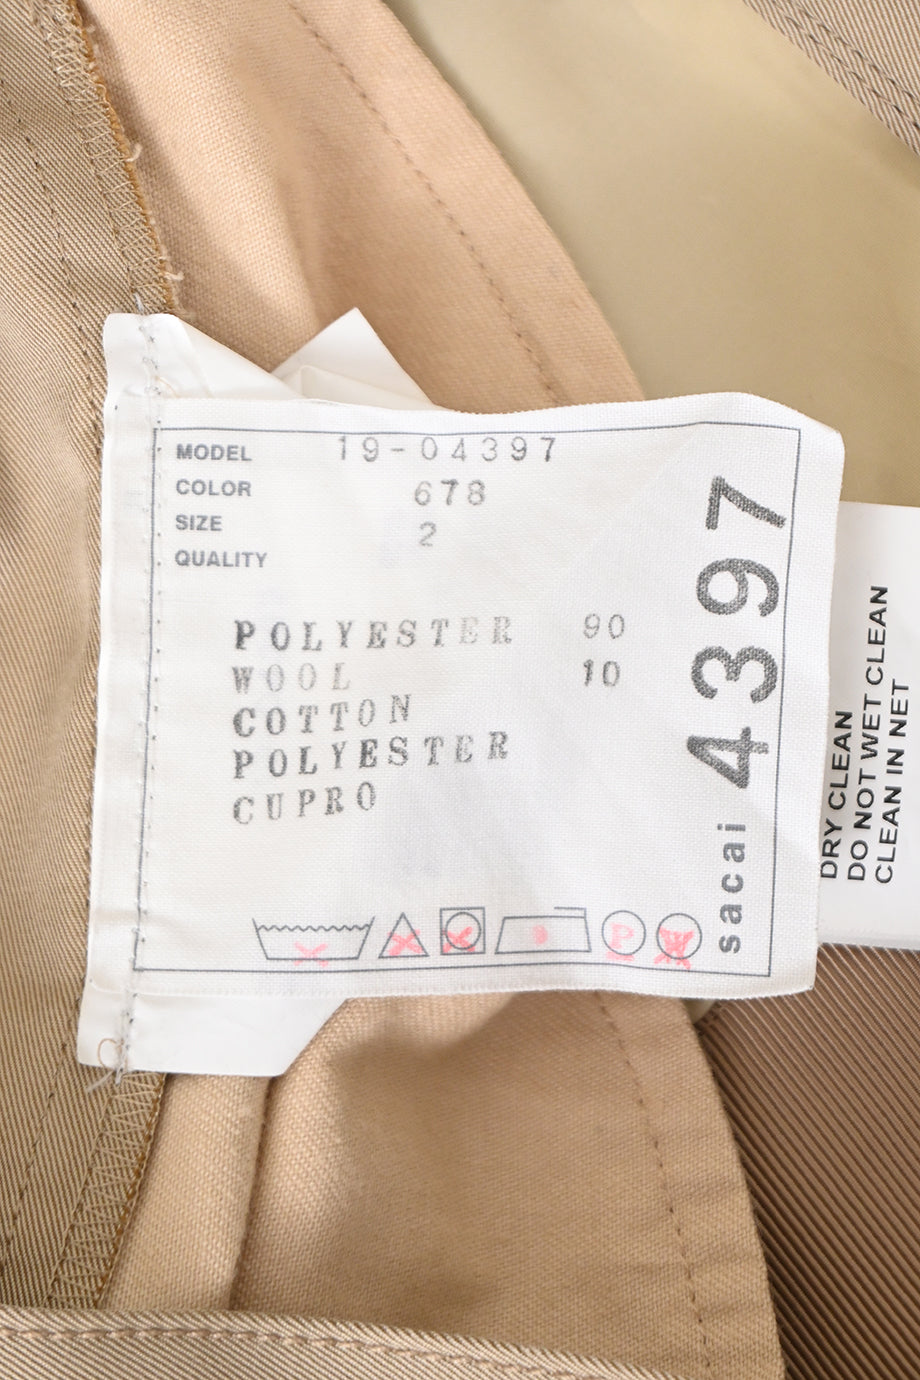 MODEL 19-04397
COLOR 678
SIZE 2
QUALITY
POLYESTER 90
WOOL 10
COTTON
POLYESTER
CUPRO
P
W
sacai 4397
DRY CLEAN
DO NOT WET CLEAN
CLEAN IN NET